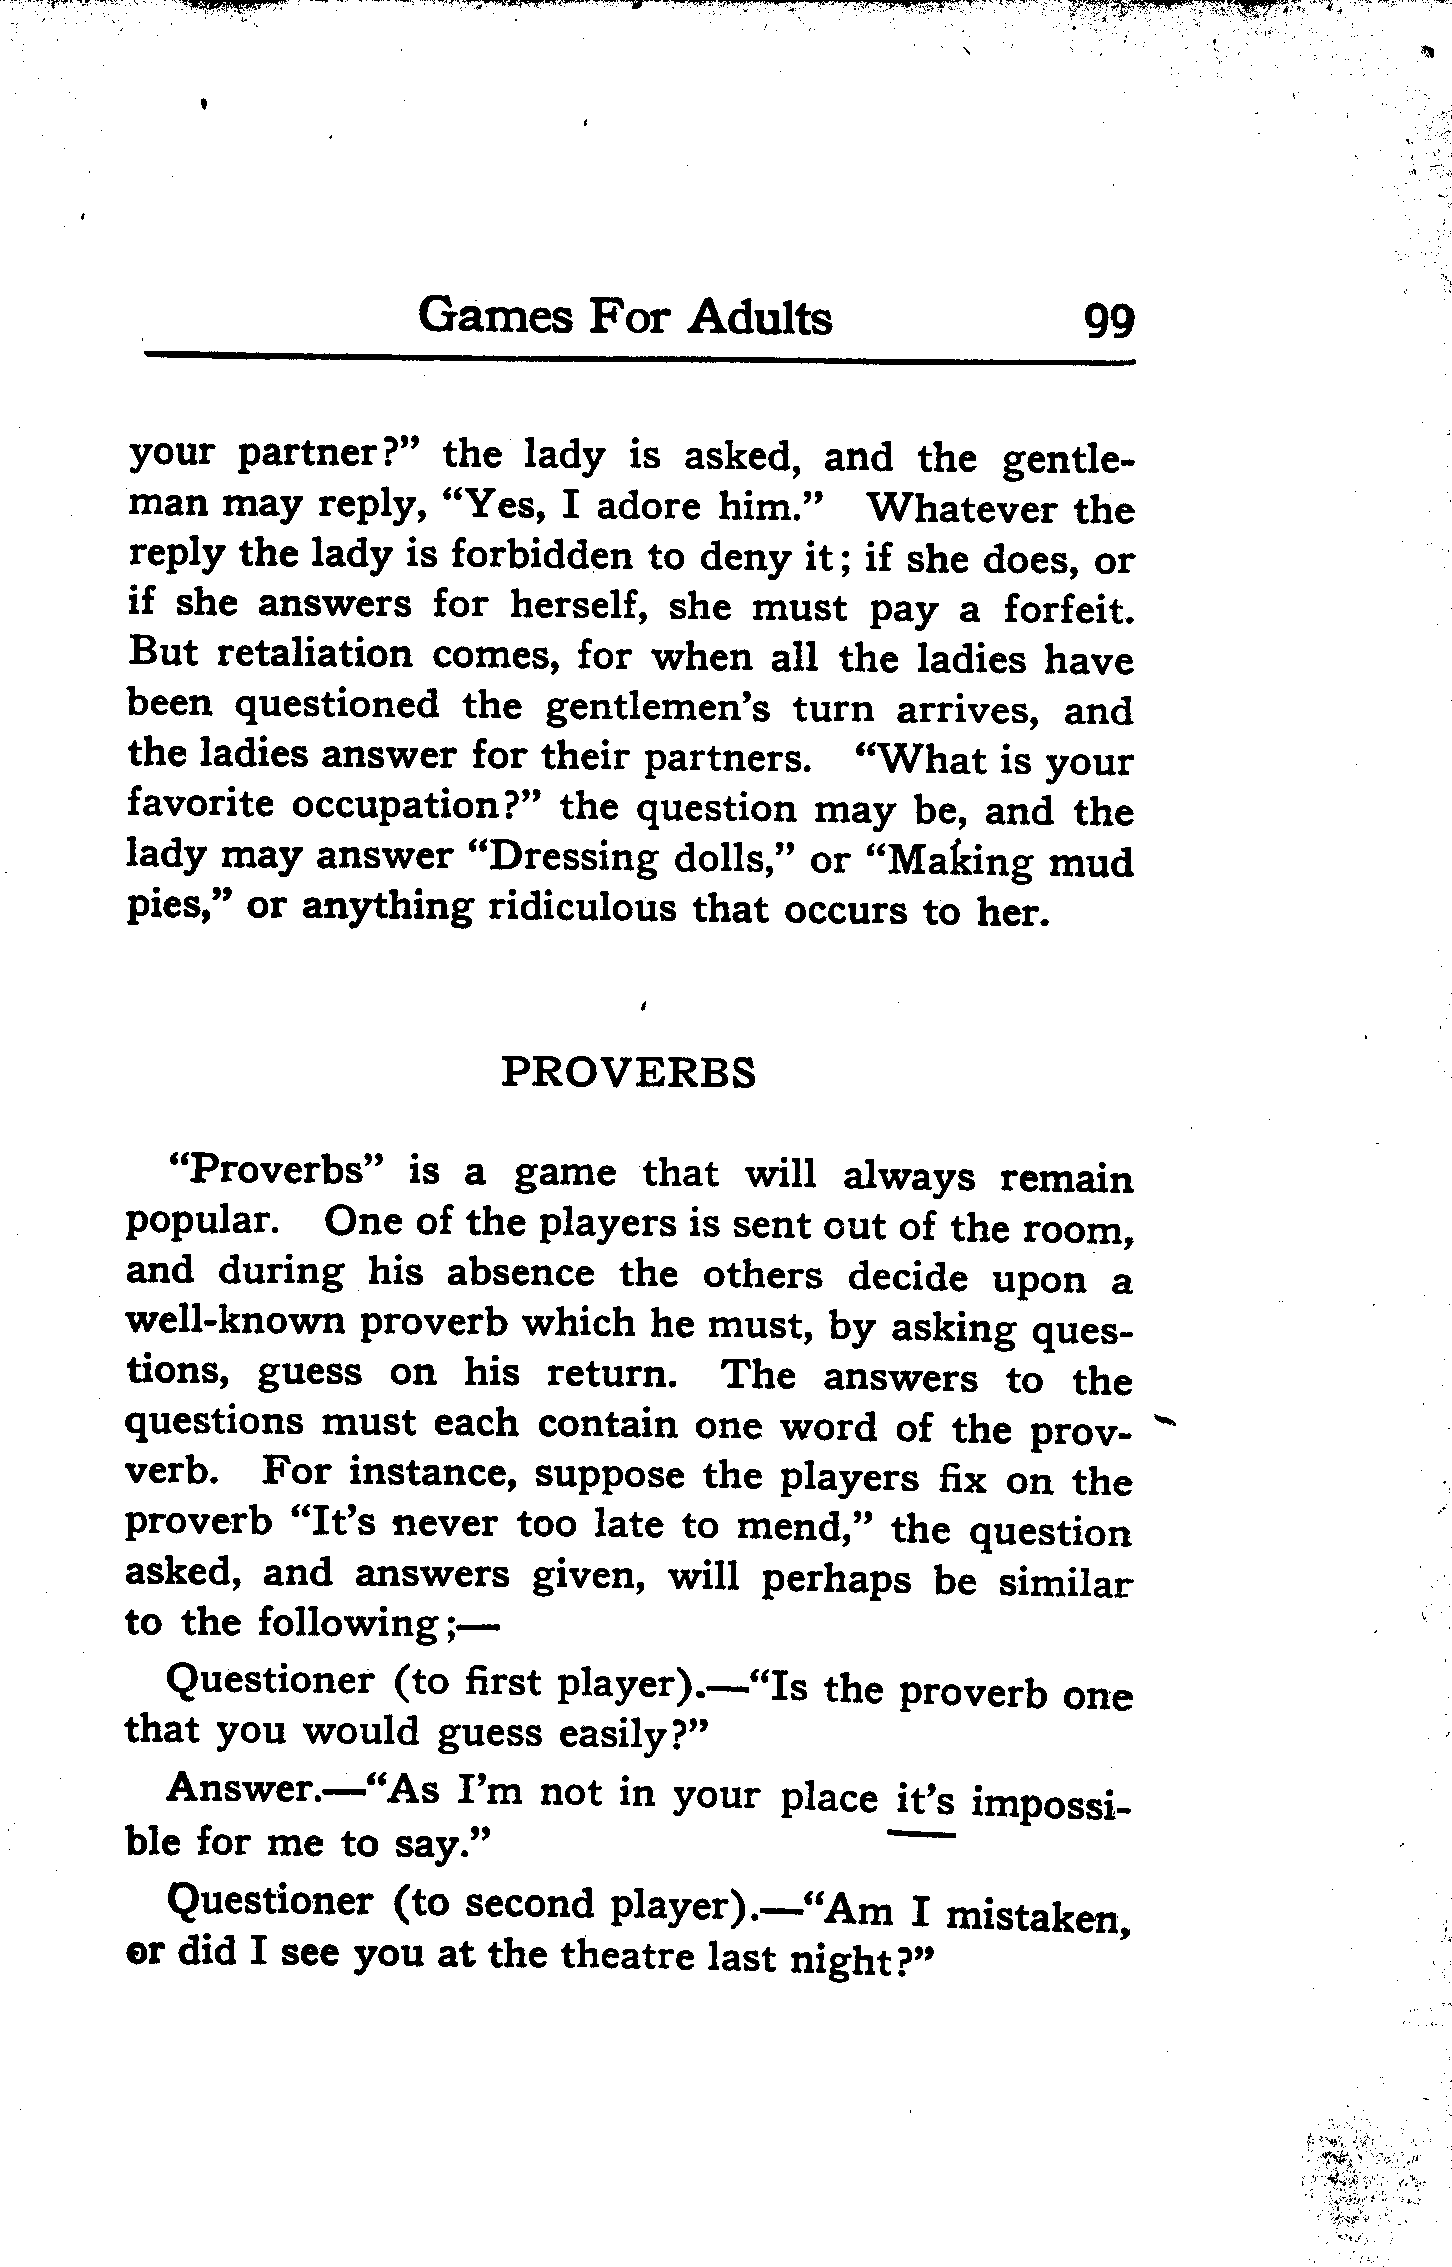 Games For Adults 99
your partner?” the lady is asked, and the gentle-
man may reply, “Yes, I adore him.” Whatever the
reply the lady is forbidden to deny it; if she does, or
if she answers for herself, she must pay a forfeit.
But retaliation comes, for when all the ladies have
been questioned the gentlemen’s turn arrives, and
the ladies answer for their partners. “What is your
favorite occupation?” the question may be, and the
lady may answer “Dressing dolls,” or “Making mud
pies,” or anything ridiculous that occurs to her.
PROVERBS
“Proverbs” is a game that will always remain
popular. One of the players is sent out of the room,
and during his absence the others decide upon a
well-known proverb which he must, by asking ques-
tions, guess on his return. The answers to the
questions must each contain one word of the prov-
verb. For instance, suppose the players fix on the
proverb “It’s never too late to mend,” the question
asked, and answers given, will perhaps be similar
to the following;—
Questioner (to first player).—“Is the proverb one
that you would guess easily?”
Answer.—“As I’m not in your place it’s impossi-
ble for me to say.”
Questioner (to second player).—“Am I mistaken,
or did I see you at the theatre last night?”